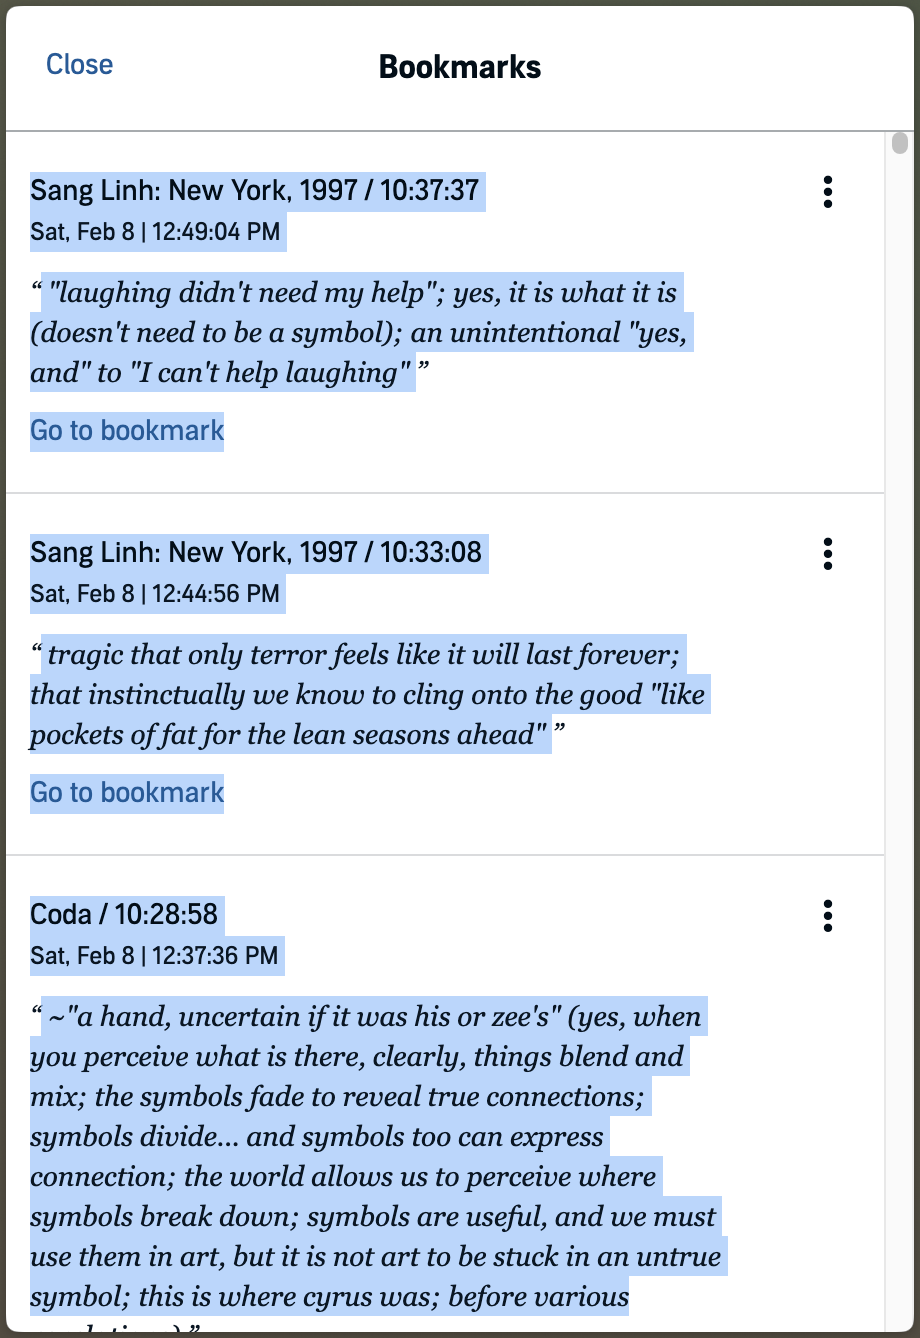 Close
Bookmarks
Sang Linh: New York, 1997 / 10:37:37
Sat, Feb 8 | 12:49:04 PM
“ "laughing didn't need my help"; yes, it is what it is
(doesn't need to be a symbol); an unintentional "yes,
and" to "I can't help laughing" ”
Go to bookmark
Sang Linh: New York, 1997 / 10:33:08
Sat, Feb 8 | 12:44:56 PM
“ tragic that only terror feels like it will last forever;
that instinctually we know to cling onto the good "like
pockets of fat for the lean seasons ahead" ”
Go to bookmark
Coda / 10:28:58
Sat, Feb 8 | 12:37:36 PM
“ ~"a hand, uncertain if it was his or zee's" (yes, when
you perceive what is there, clearly, things blend and
mix; the symbols fade to reveal true connections;
symbols divide... and symbols too can express
connection; the world allows us to perceive where
symbols break down; symbols are useful, and we must
use them in art, but it is not art to be stuck in an untrue
symbol; this is where cyrus was; before various